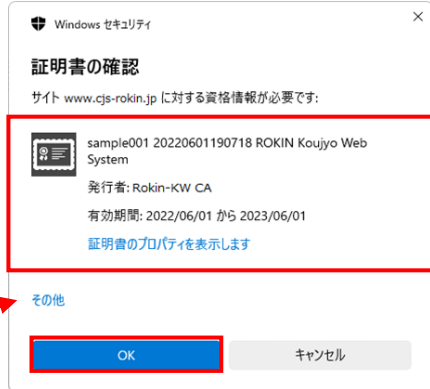 Windows セキュリティ
証明書の確認
サイト www.cjs-rokin.jp に対する資格情報が必要です:
sample001 20220601190718 ROKIN Koujyo Web
System
発行者: Rokin-KW CA
有効期間: 2022/06/01 から 2023/06/01
証明書のプロパティを表示します
その他
OK
キャンセル